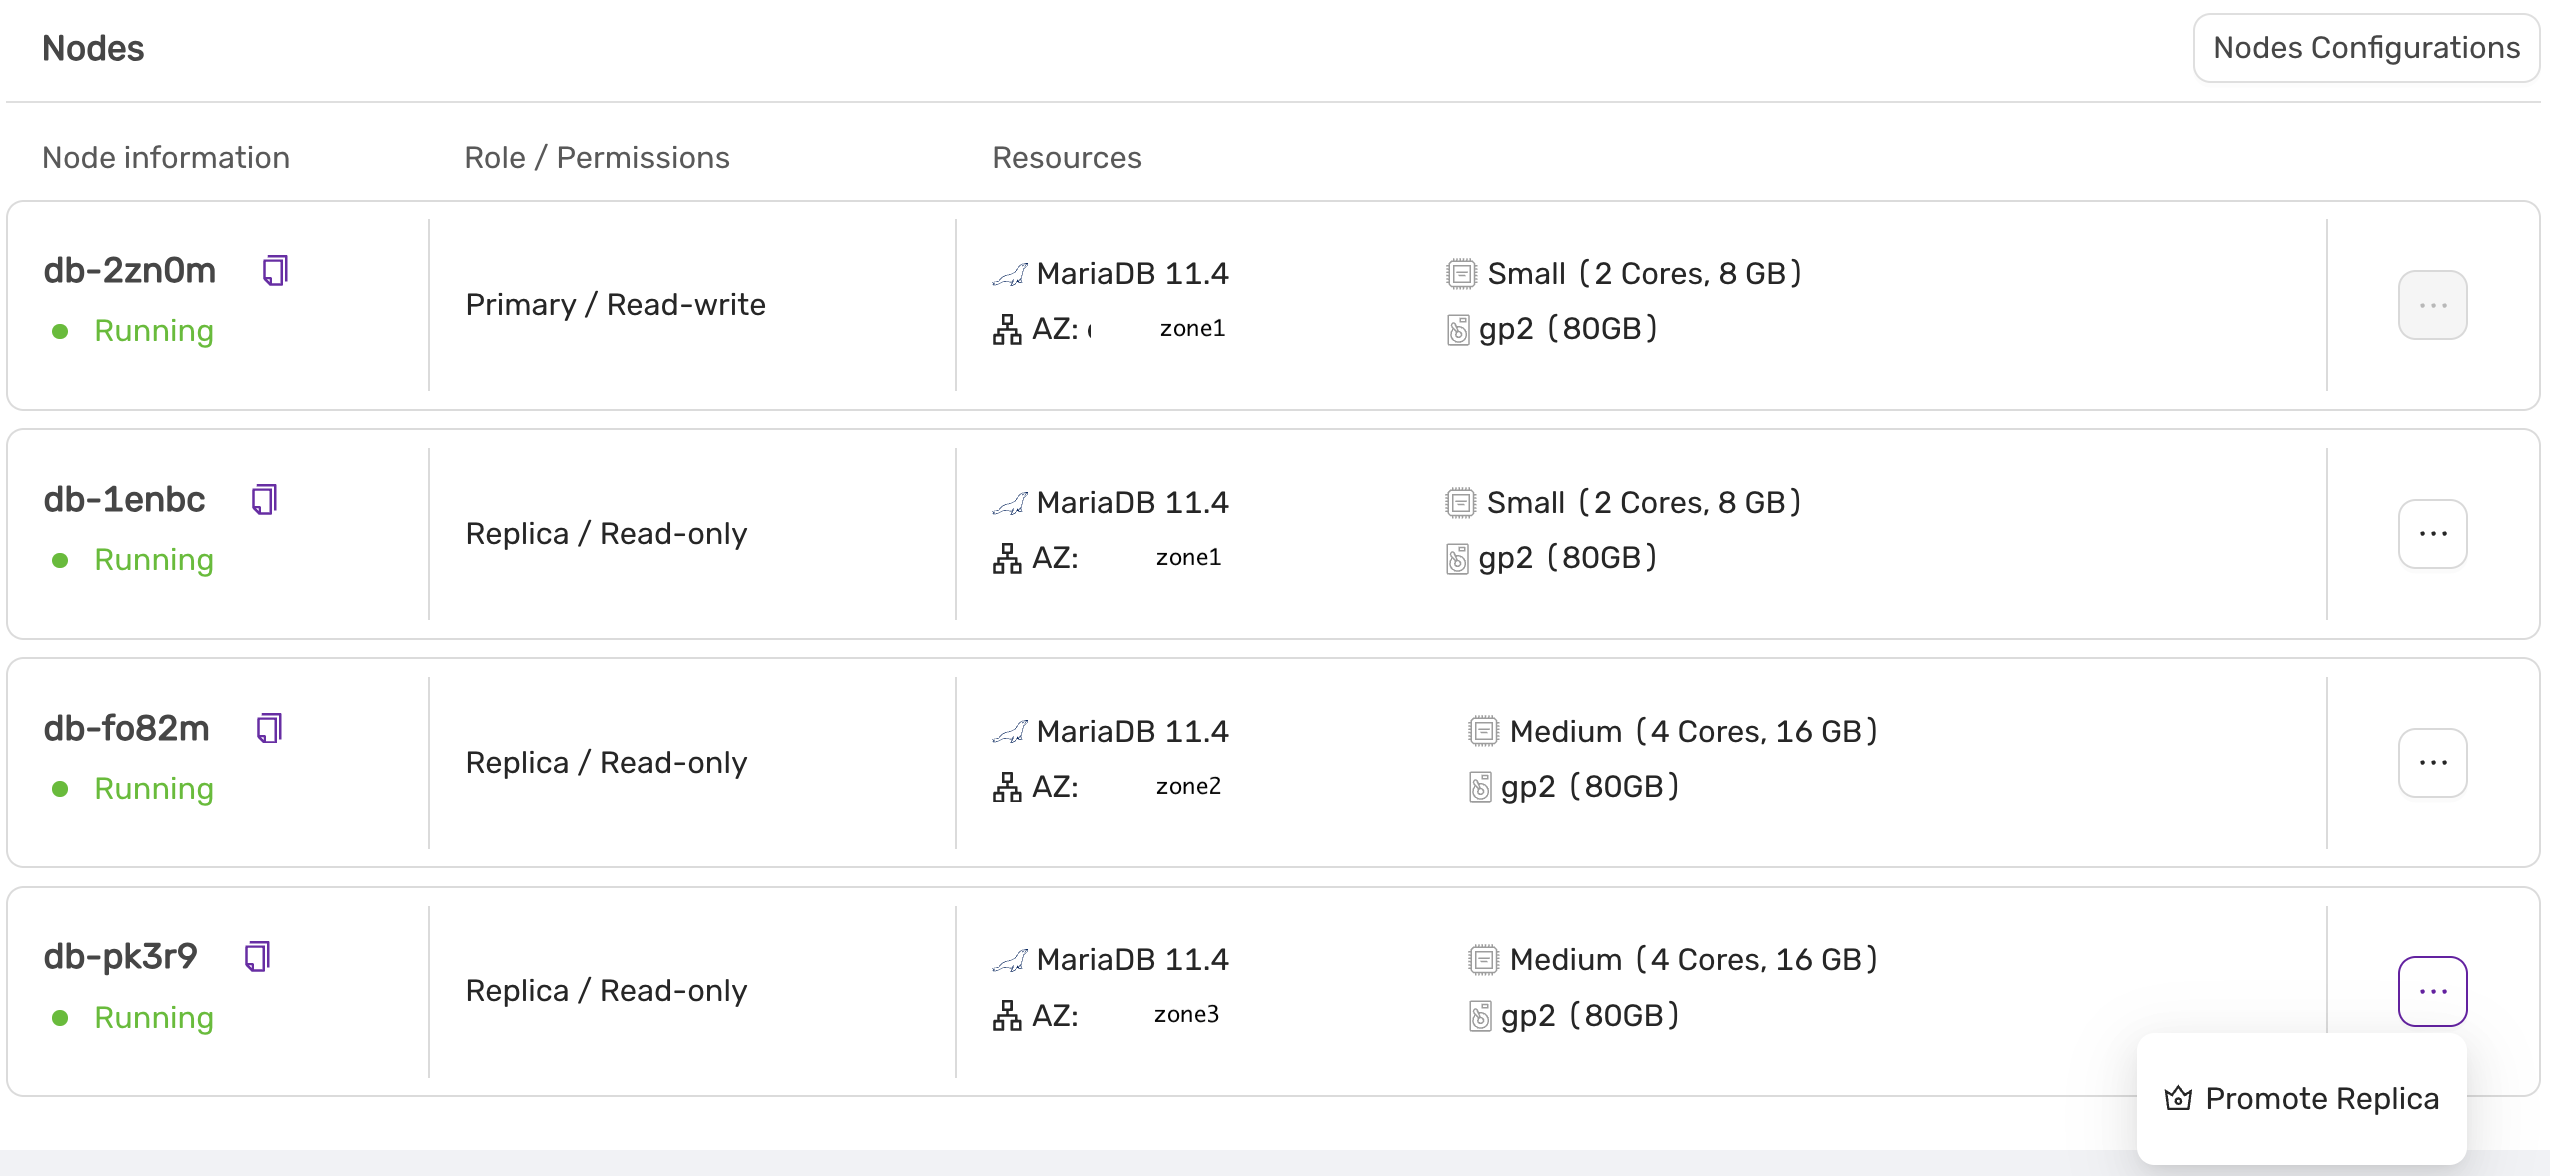 Nodes
Nodes Configurations
Node information
Role / Permissions
Resources
db-2zn0m
Running
Primary / Read-write
MariaDB 11.4
AZ: zone1
Small (2 Cores, 8 GB)
gp2 (80GB)
...
db-1enbc
Running
Replica / Read-only
MariaDB 11.4
AZ: zone1
Small (2 Cores, 8 GB)
gp2 (80GB)
...
db-fo82m
Running
Replica / Read-only
MariaDB 11.4
AZ: zone2
Medium (4 Cores, 16 GB)
gp2 (80GB)
...
db-pk3r9
Running
Replica / Read-only
MariaDB 11.4
AZ: zone3
Medium (4 Cores, 16 GB)
gp2 (80GB)
...
Promote Replica